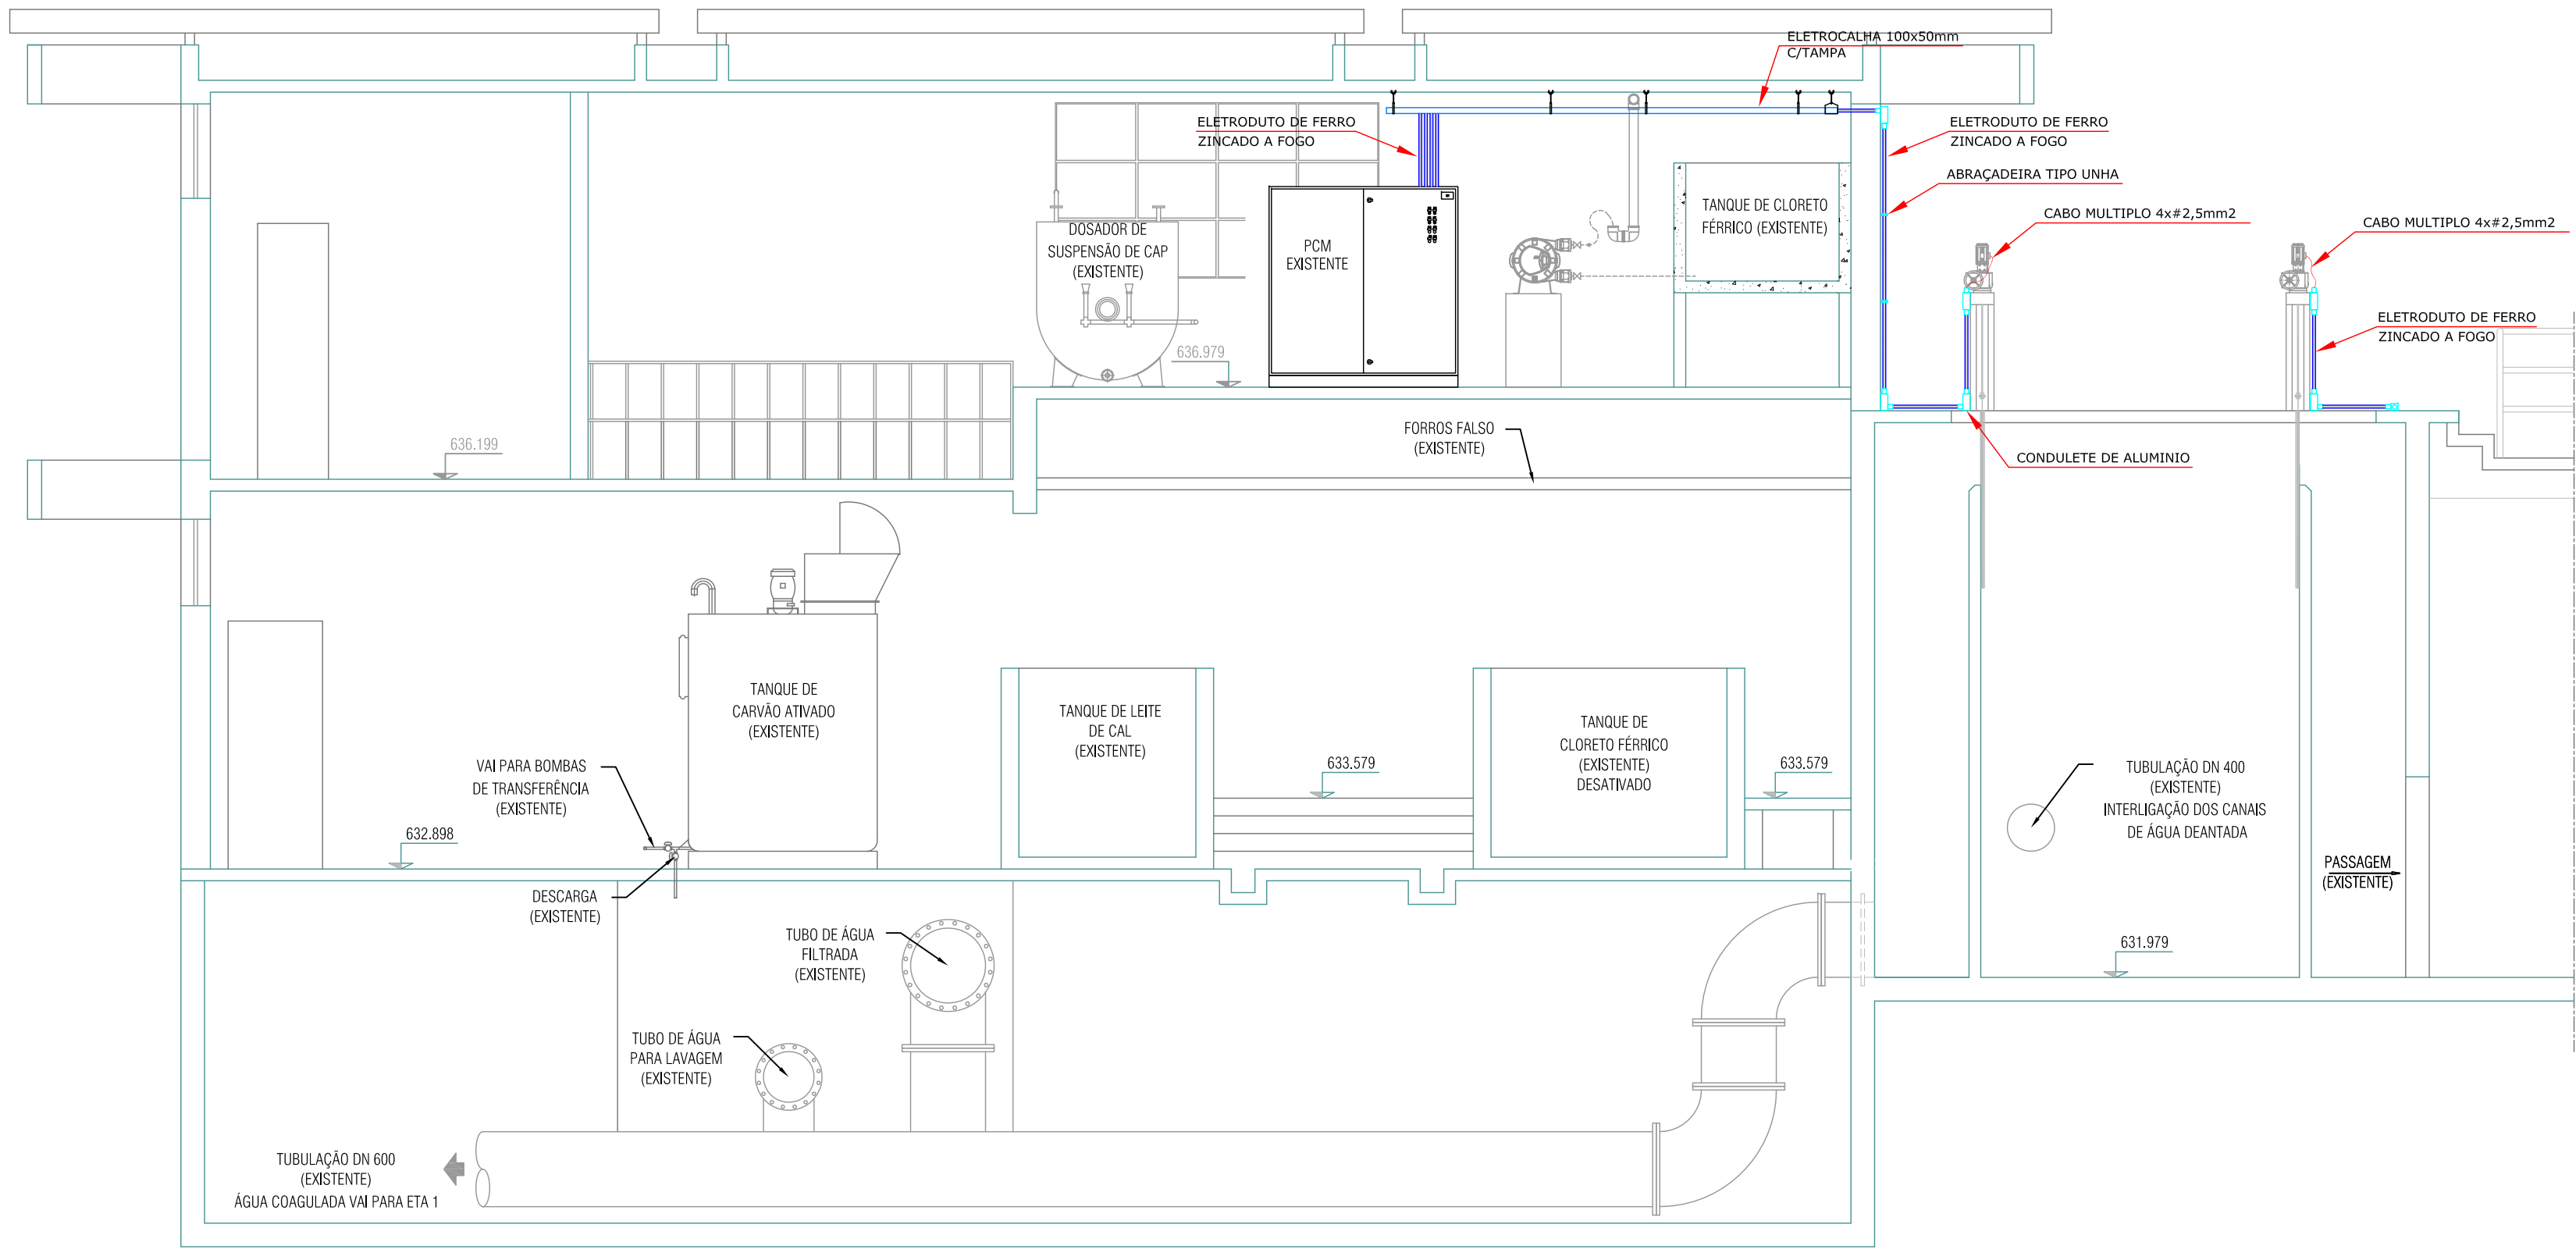 ELETROCALHA 100x50mm
C/TAMPA
ELETRODUTO DE FERRO
ZINCADO A FOGO
ELETRODUTO DE FERRO
ZINCADO A FOGO
ABRAÇADEIRA TIPO UNHA
CABO MULTIPLO 4x#2,5mm2
CABO MULTIPLO 4x#2,5mm2
ELETRODUTO DE FERRO
ZINCADO A FOGO
CONDULETE DE ALUMINIO
DOSADOR DE
SUSPENSÃO DE CAP
(EXISTENTE)
PCM
EXISTENTE
TANQUE DE CLORETO
FÉRRICO (EXISTENTE)
636.979
636.199
FORROS FALSO
(EXISTENTE)
TANQUE DE
CARVÃO ATIVADO
(EXISTENTE)
TANQUE DE LEITE
DE CAL
(EXISTENTE)
TANQUE DE
CLORETO FÉRRICO
(EXISTENTE)
DESATIVADO
633.579
633.579
VAI PARA BOMBAS
DE TRANSFERÊNCIA
(EXISTENTE)
632.898
DESCARGA
(EXISTENTE)
TUBULAÇÃO DN 400
(EXISTENTE)
INTERLIGAÇÃO DOS CANAIS
DE ÁGUA DEANTADA
PASSAGEM
(EXISTENTE)
631.979
TUBO DE ÁGUA
FILTRADA
(EXISTENTE)
TUBO DE ÁGUA
PARA LAVAGEM
(EXISTENTE)
TUBULAÇÃO DN 600
(EXISTENTE)
ÁGUA COAGULADA VAI PARA ETA 1